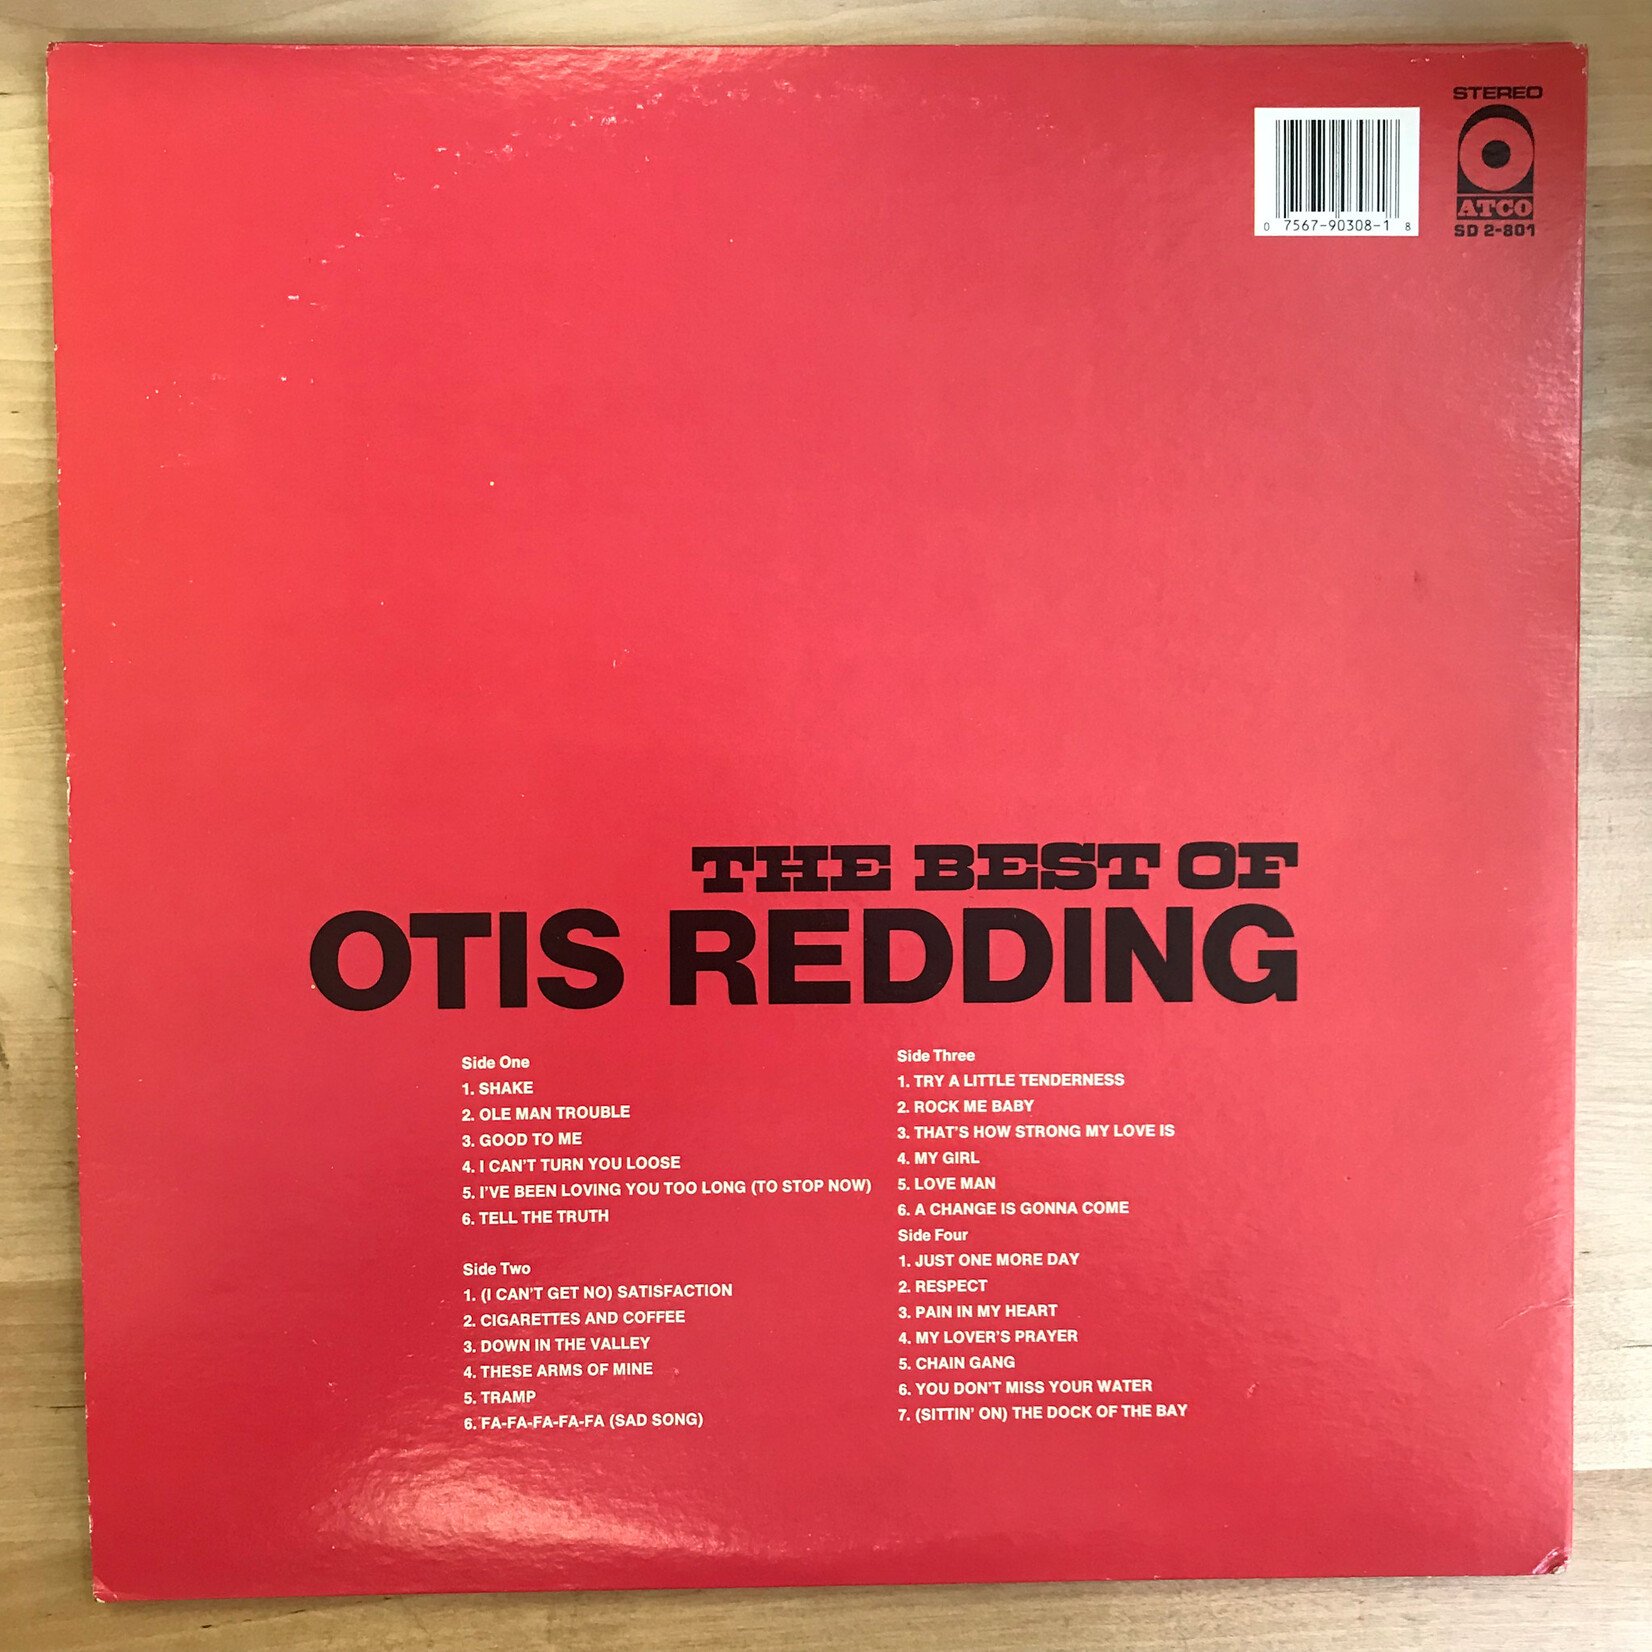 STEREO
ATCO
SD 2-801
0 7567-90308-1 8
THE BEST OF
OTIS REDDING
Side One
1. SHAKE
2. OLE MAN TROUBLE
3. GOOD TO ME
4. I CAN'T TURN YOU LOOSE
5. I'VE BEEN LOVING YOU TOO LONG (TO STOP NOW)
6. TELL THE TRUTH
Side Two
1. (I CAN'T GET NO) SATISFACTION
2. CIGARETTES AND COFFEE
3. DOWN IN THE VALLEY
4. THESE ARMS OF MINE
5. TRAMP
6. FA-FA-FA-FA-FA (SAD SONG)
Side Three
1. TRY A LITTLE TENDERNESS
2. ROCK ME BABY
3. THAT'S HOW STRONG MY LOVE IS
4. MY GIRL
5. LOVE MAN
6. A CHANGE IS GONNA COME
Side Four
1. JUST ONE MORE DAY
2. RESPECT
3. PAIN IN MY HEART
4. MY LOVER'S PRAYER
5. CHAIN GANG
6. YOU DON'T MISS YOUR WATER
7. (SITTIN' ON) THE DOCK OF THE BAY